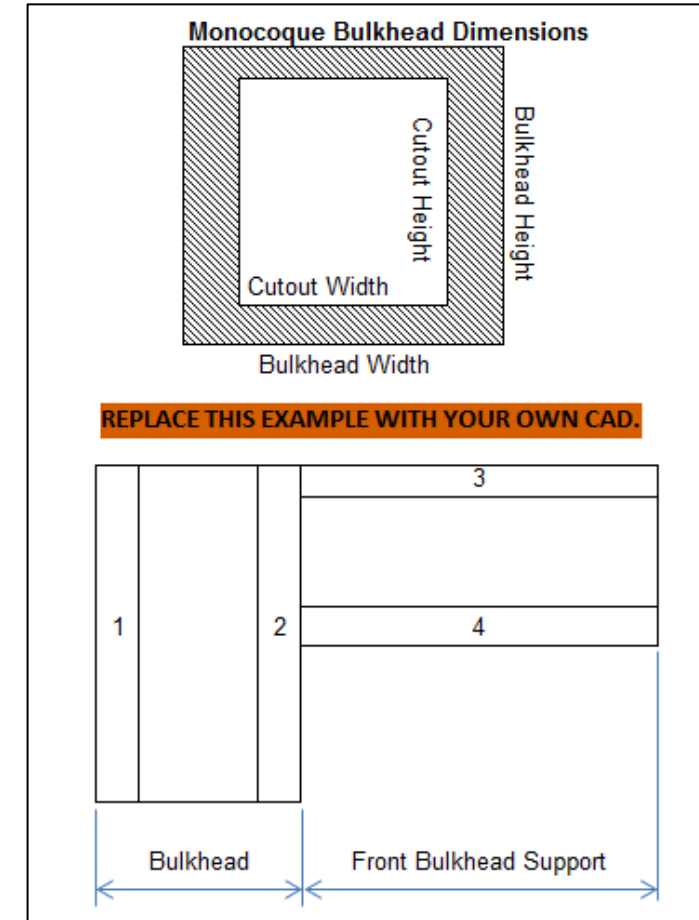 Monocoque Bulkhead Dimensions
Cutout Height
Bulkhead Height
Cutout Width
Bulkhead Width
REPLACE THIS EXAMPLE WITH YOUR OWN CAD.
3
1
2
4
Bulkhead
Front Bulkhead Support